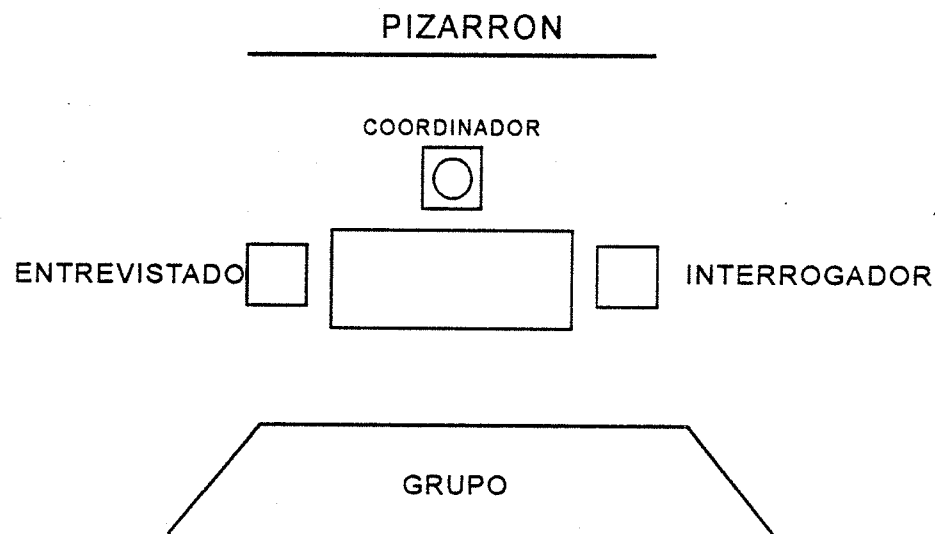 PIZARRON
COORDINADOR
ENTREVISTADO
INTERROGADOR
GRUPO